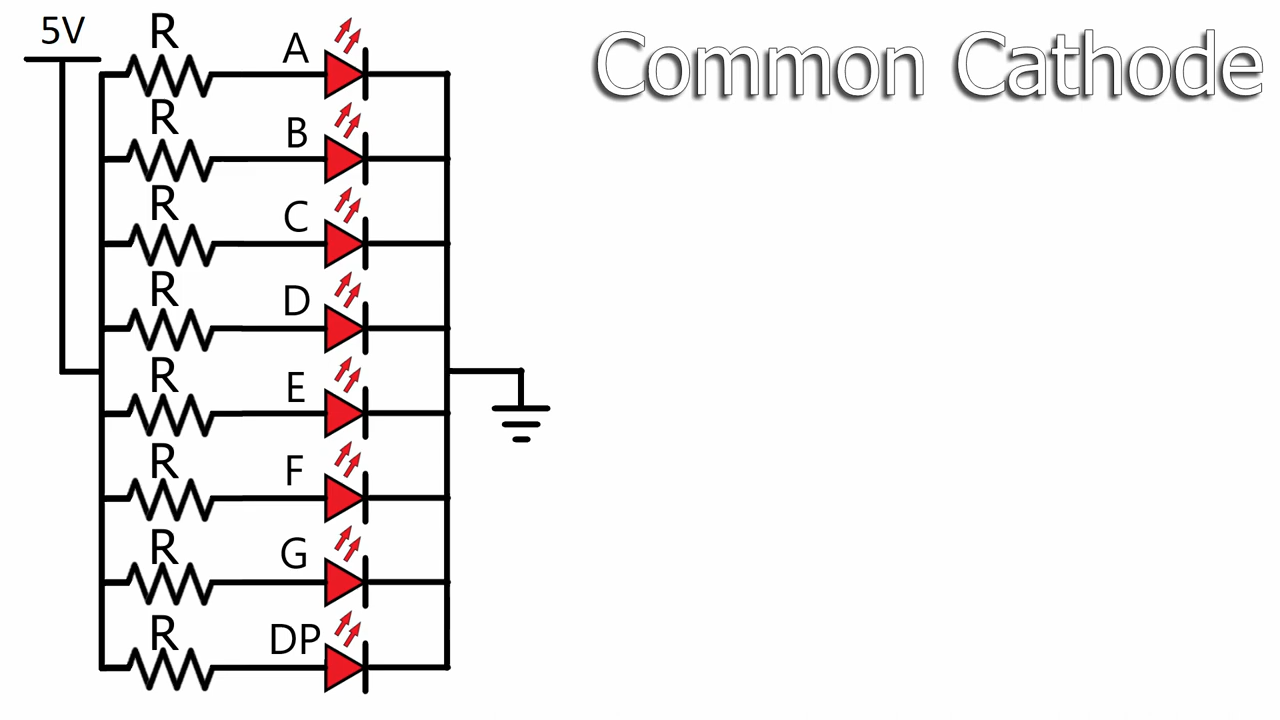 Common Cathode
5V
R A
R B
R C
R D
R E
R F
R G
R DP